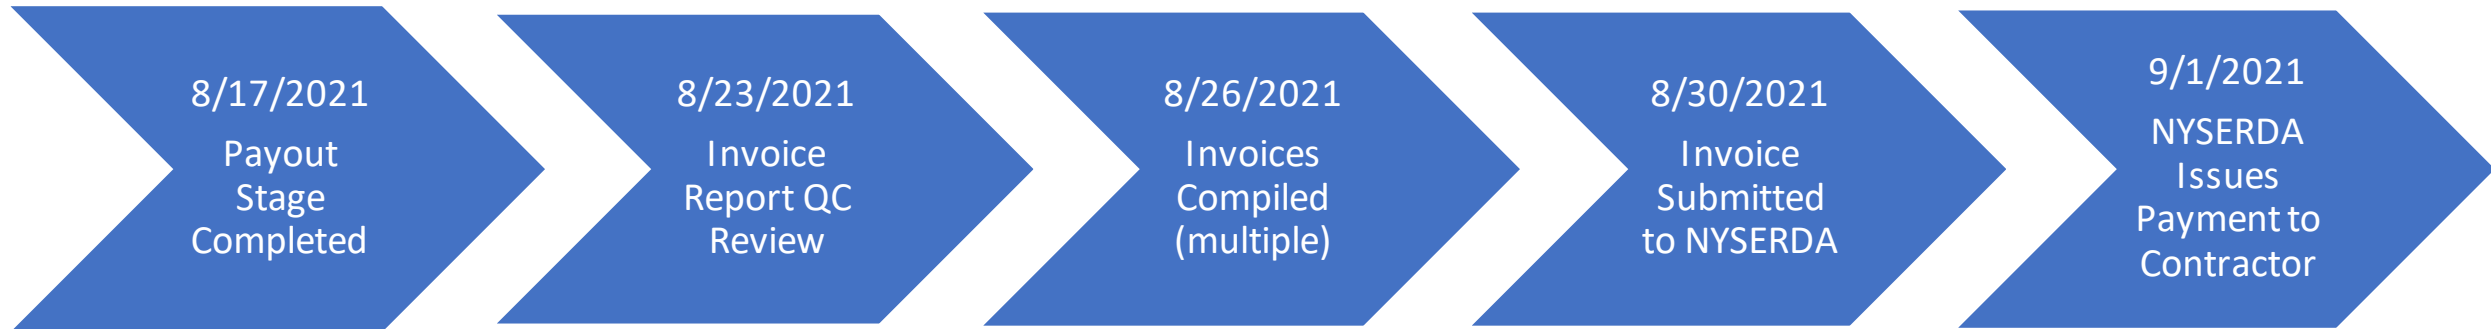 8/17/2021
Payout
Stage
Completed
8/23/2021
Invoice
Report QC
Review
8/26/2021
Invoices
Compiled
(multiple)
8/30/2021
Invoice
Submitted
to NYSERDA
9/1/2021
NYSERDA
Issues
Payment to
Contractor